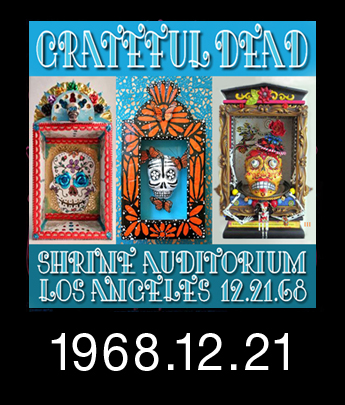 GRATEFUL DEAD
SHRINE AUDITORIUM
LOS ANGELES 12.21.68
1968.12.21